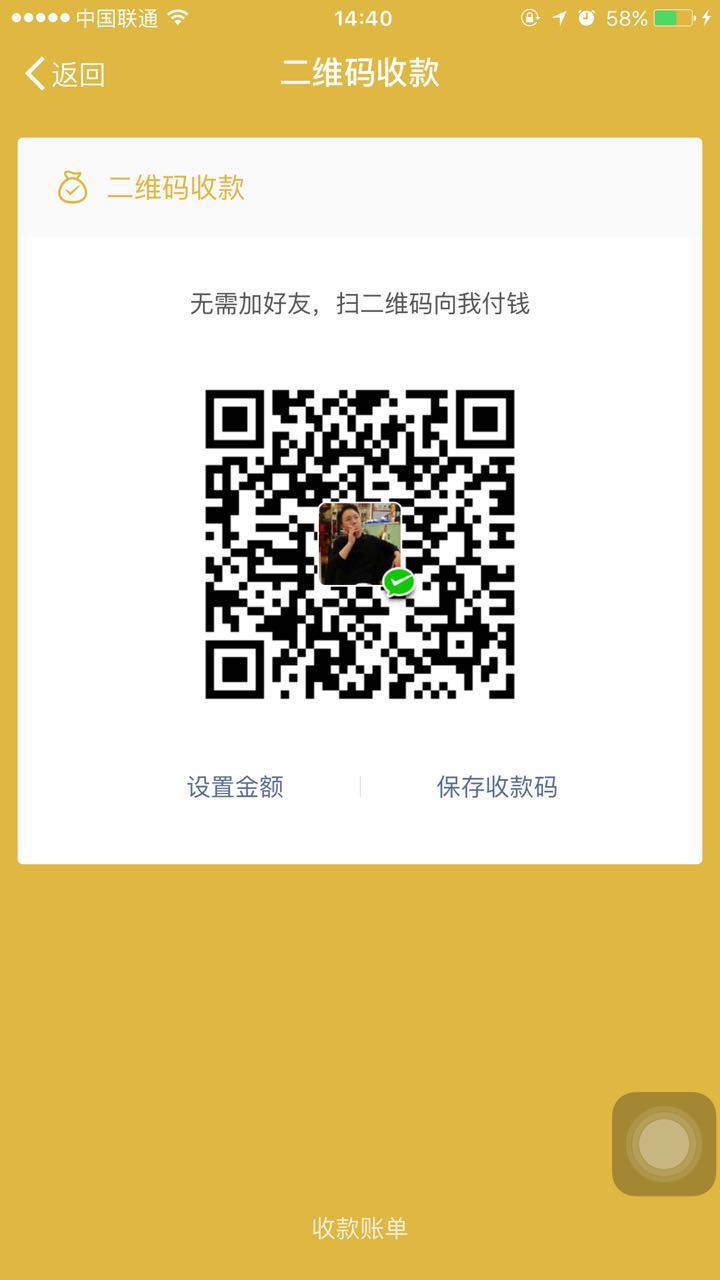 中国联通 14:40 58%
返回 二维码收款
二维码收款
无需加好友，扫二维码向我付钱
设置金额 保存收款码
收款账单